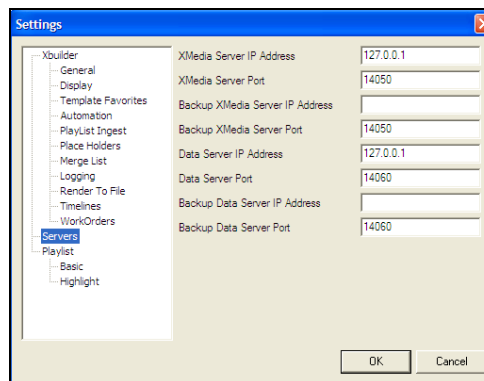 Settings
Xbuilder
General
Display
Template Favorites
Automation
PlayList Ingest
Place Holders
Merge List
Logging
Render To File
Timelines
WorkOrders
Servers
Playlist
Basic
Highlight
XMedia Server IP Address 127.0.0.1
XMedia Server Port 14050
Backup XMedia Server IP Address
Backup XMedia Server Port 14050
Data Server IP Address 127.0.0.1
Data Server Port 14060
Backup Data Server IP Address
Backup Data Server Port 14060
OK Cancel